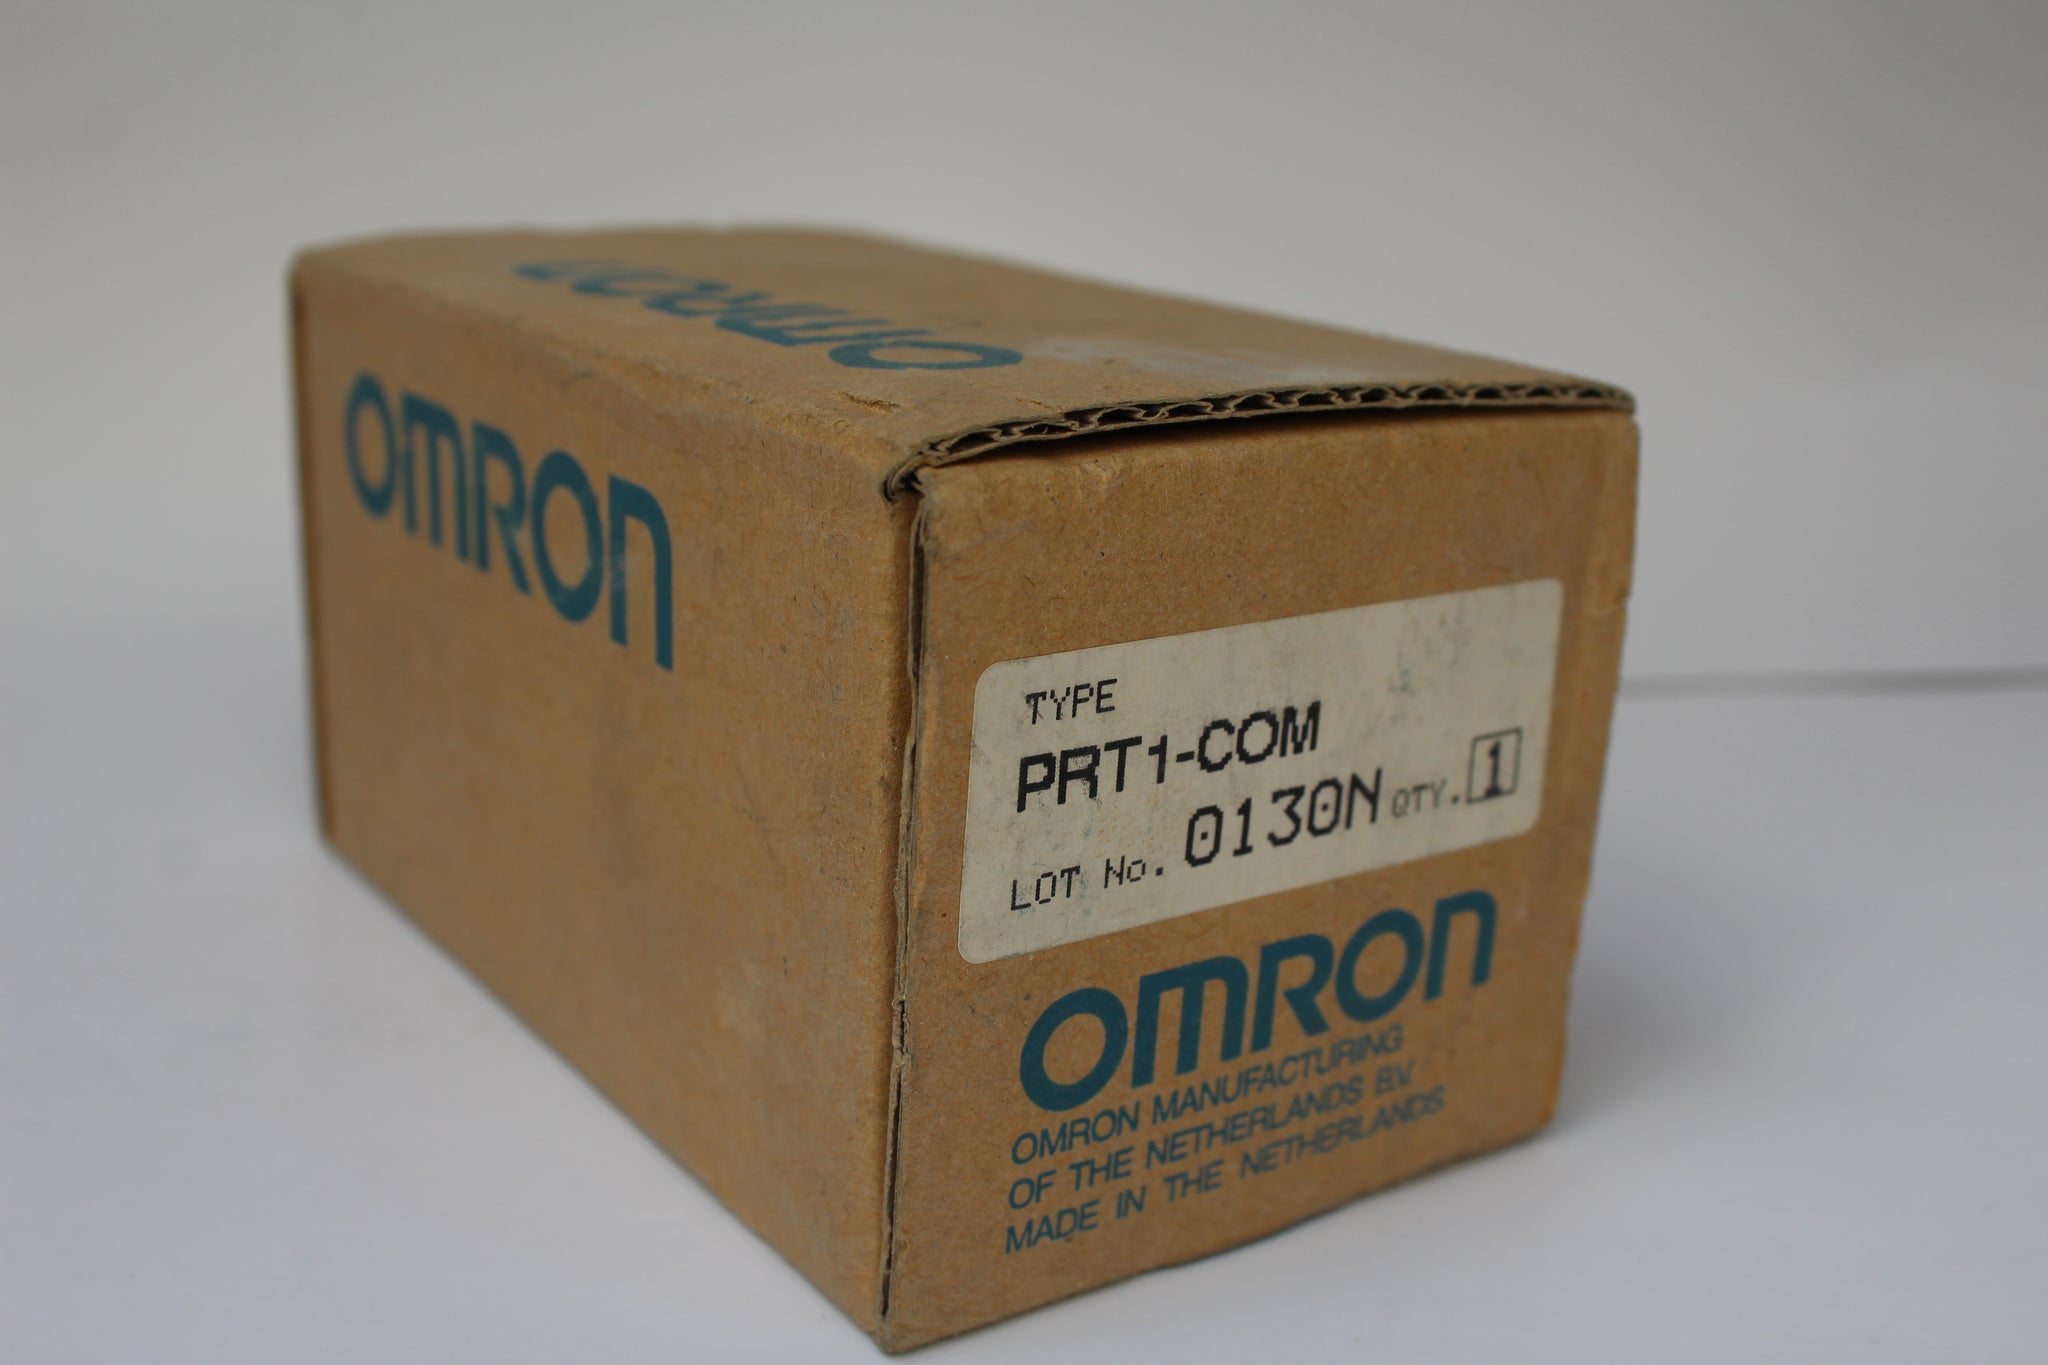 OMRON
OMRON
TYPE
PRT1-COM
LOT No. 0130N QTY. 1
OMRON
OMRON MANUFACTURING
OF THE NETHERLANDS B.V.
MADE IN THE NETHERLANDS